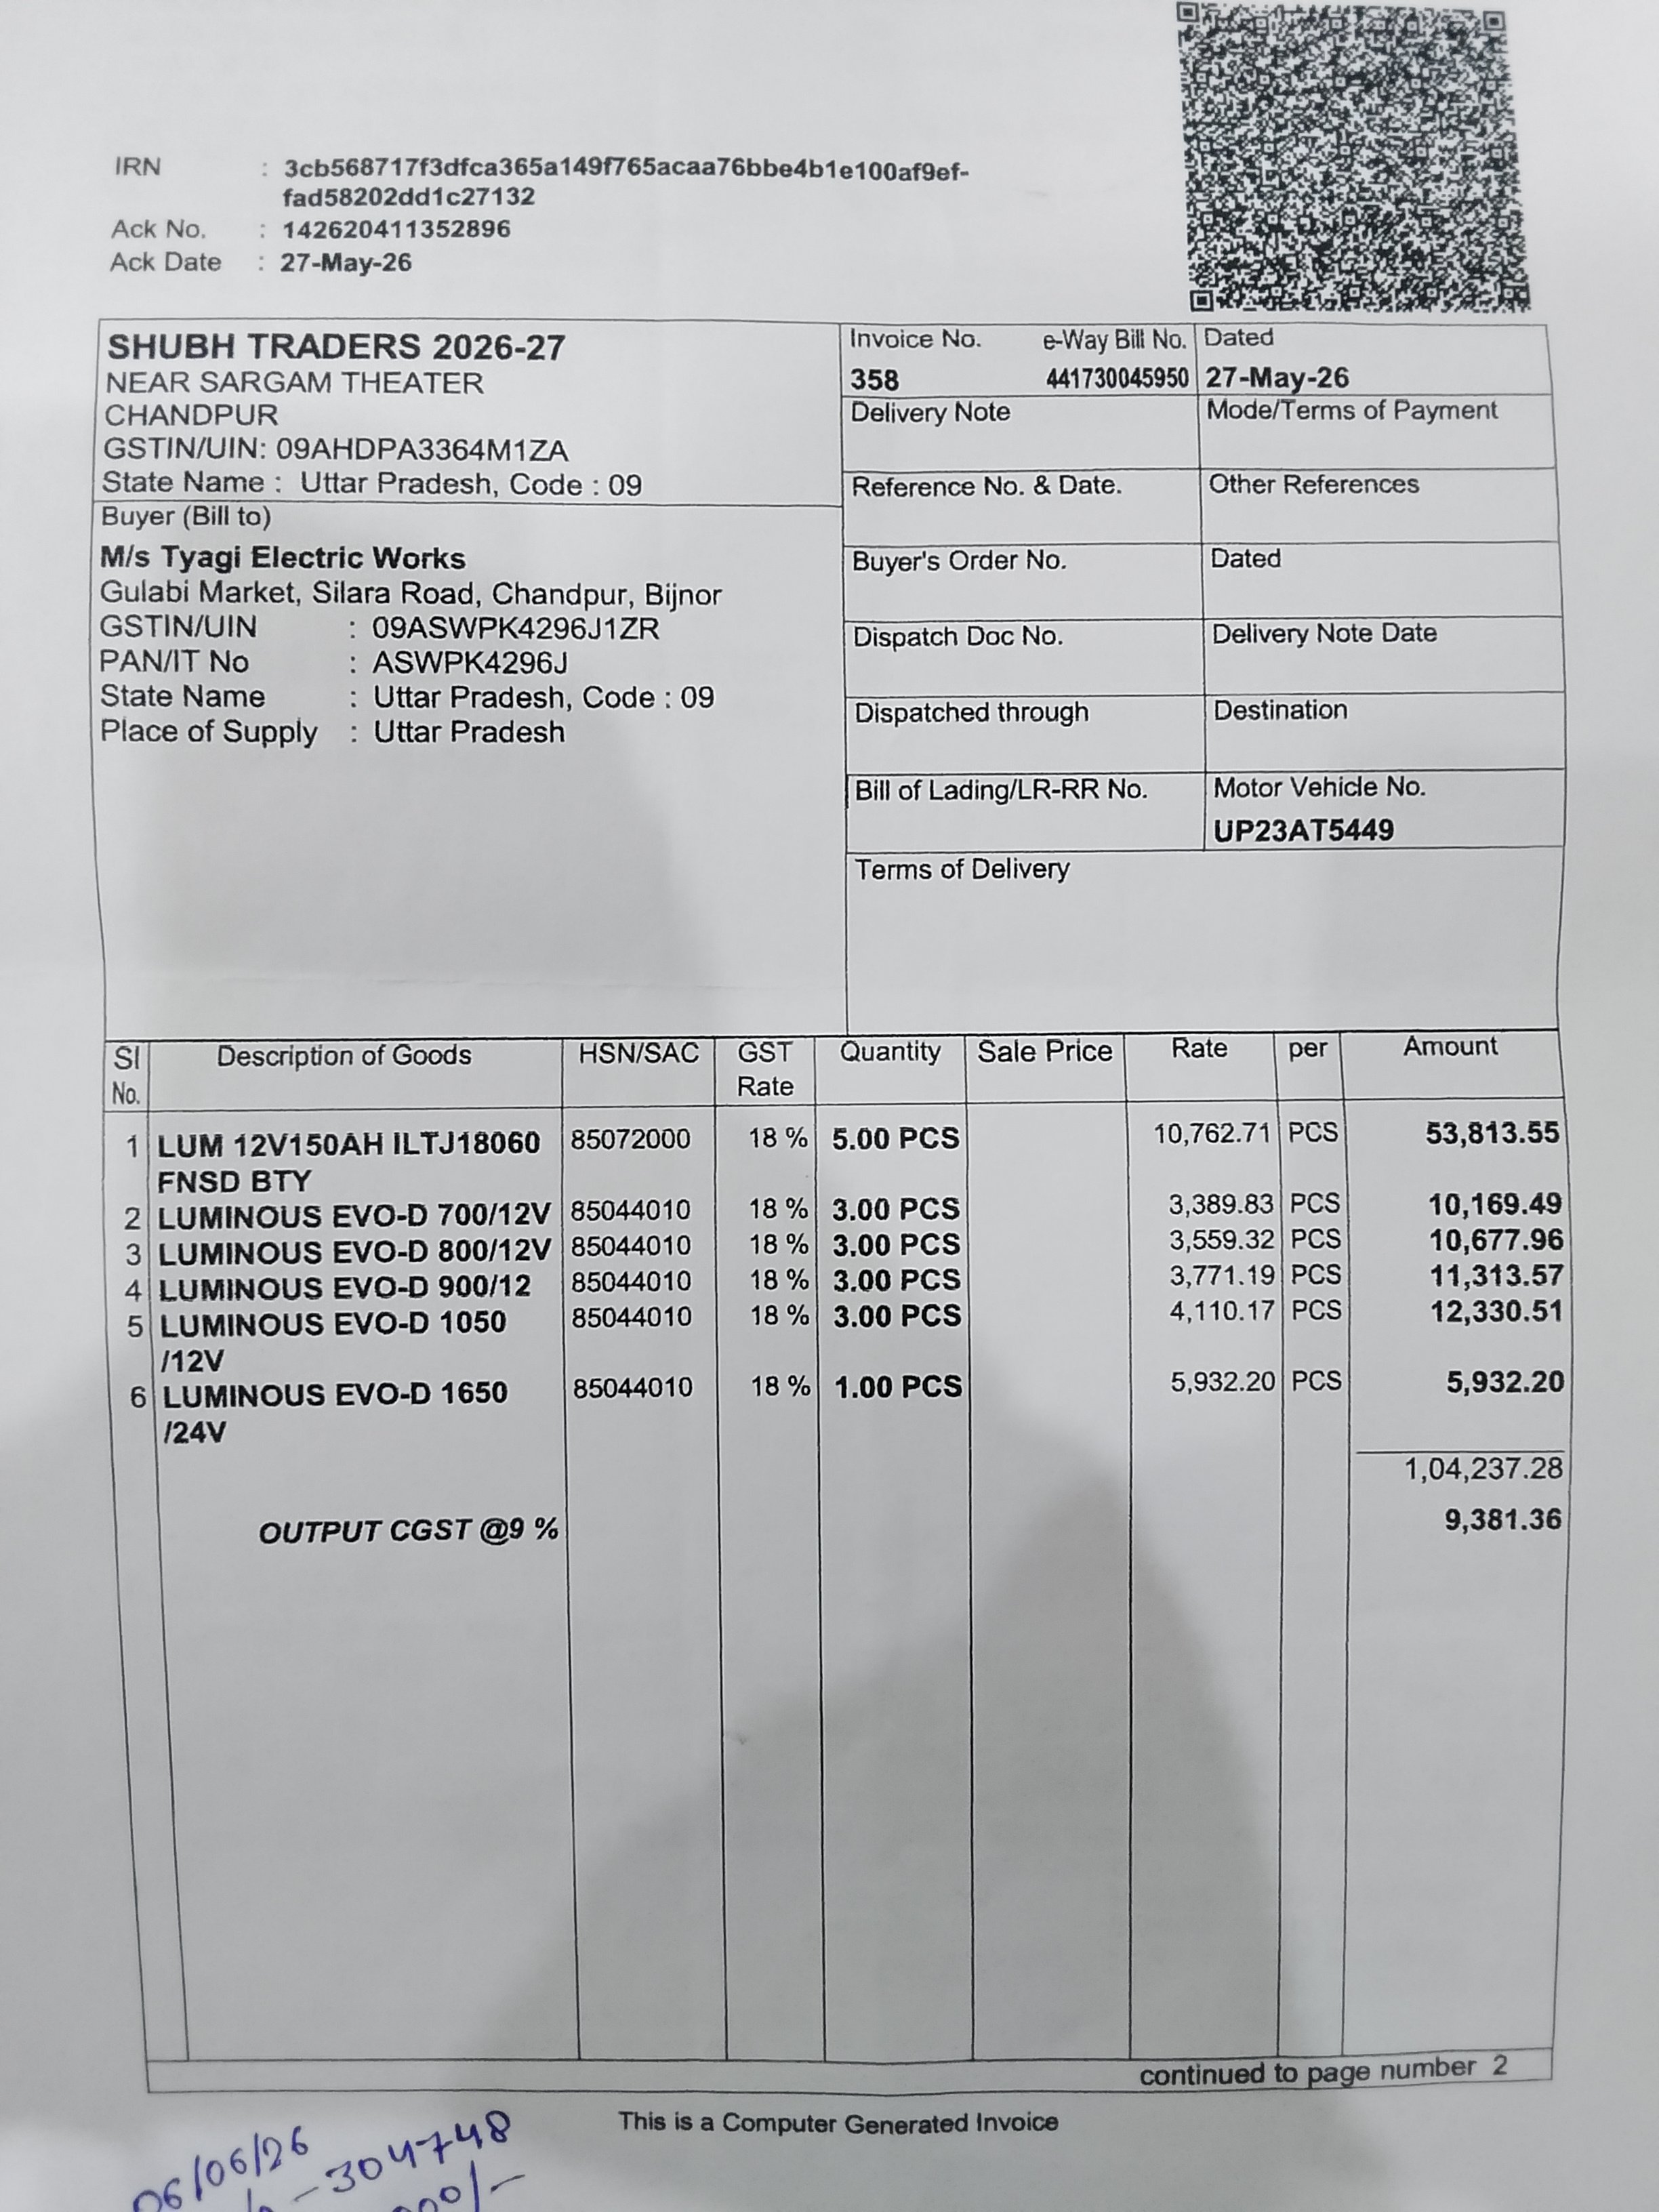 IRN : 3cb568717f3dfca365a149f765acaa76bbe4b1e100af9ef-
fad58202dd1c27132
Ack No. : 142620411352896
Ack Date : 27-May-26
SHUBH TRADERS 2026-27
NEAR SARGAM THEATER
CHANDPUR
GSTIN/UIN: 09AHDPA3364M1ZA
State Name : Uttar Pradesh, Code : 09
Buyer (Bill to)
M/s Tyagi Electric Works
Gulabi Market, Silara Road, Chandpur, Bijnor
GSTIN/UIN : 09ASWPK4296J1ZR
PAN/IT No : ASWPK4296J
State Name : Uttar Pradesh, Code : 09
Place of Supply : Uttar Pradesh
Invoice No. e-Way Bill No. Dated
358 441730045950 27-May-26
Delivery Note Mode/Terms of Payment
Reference No. & Date. Other References
Buyer's Order No. Dated
Dispatch Doc No. Delivery Note Date
Dispatched through Destination
Bill of Lading/LR-RR No. Motor Vehicle No.
UP23AT5449
Terms of Delivery
Sl Description of Goods HSN/SAC GST Quantity Sale Price Rate per Amount
No. Rate
1 LUM 12V150AH ILTJ18060 85072000 18 % 5.00 PCS 10,762.71 PCS 53,813.55
FNSD BTY
2 LUMINOUS EVO-D 700/12V 85044010 18 % 3.00 PCS 3,389.83 PCS 10,169.49
3 LUMINOUS EVO-D 800/12V 85044010 18 % 3.00 PCS 3,559.32 PCS 10,677.96
4 LUMINOUS EVO-D 900/12 85044010 18 % 3.00 PCS 3,771.19 PCS 11,313.57
5 LUMINOUS EVO-D 1050 85044010 18 % 3.00 PCS 4,110.17 PCS 12,330.51
/12V
6 LUMINOUS EVO-D 1650 85044010 18 % 1.00 PCS 5,932.20 PCS 5,932.20
/24V
1,04,237.28
OUTPUT CGST @9 % 9,381.36
continued to page number 2
This is a Computer Generated Invoice
06/06/26
- 304748